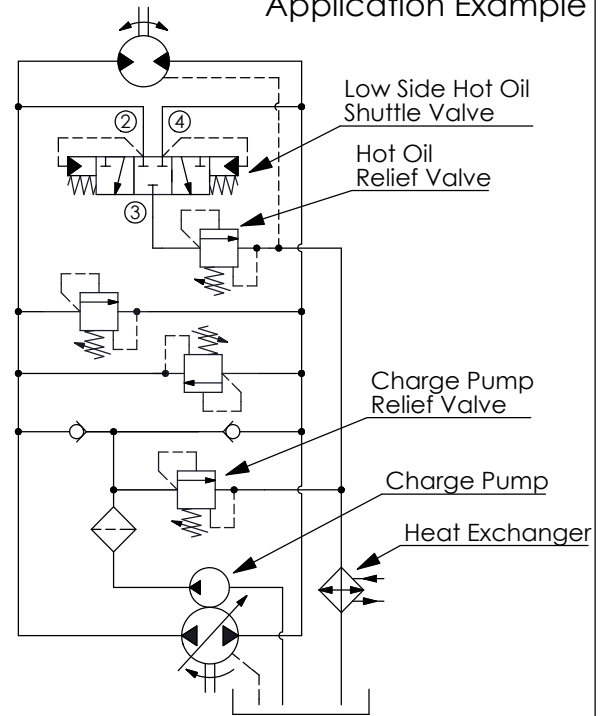 Application Example
Low Side Hot Oil
Shuttle Valve
② ④
Hot Oil
Relief Valve
③
Charge Pump
Relief Valve
Charge Pump
Heat Exchanger